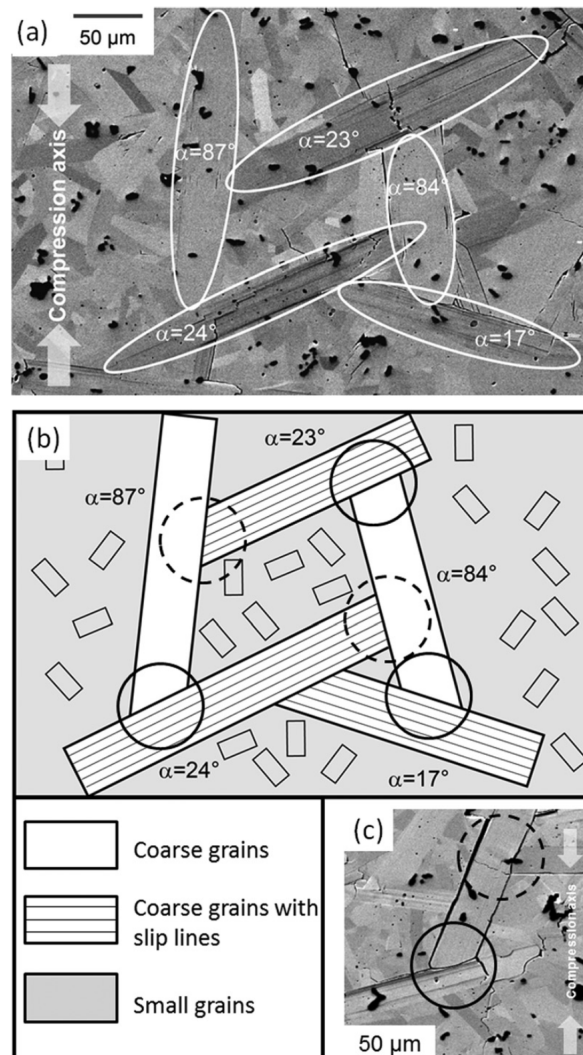 (a)
50 µm
Compression axis
α=87°
α=23°
α=84°
α=24°
α=17°
(b)
α=23°
α=87°
α=84°
α=24°
α=17°
Coarse grains
Coarse grains with
slip lines
Small grains
(c)
Compression axis
50 µm